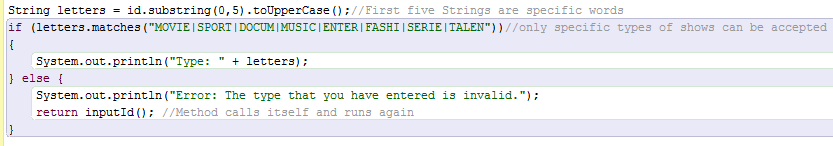 String letters = id.substring(0,5).toUpperCase();//First five Strings are specific words
if (letters.matches("MOVIE|SPORT|DOCUM|MUSIC|ENTER|FASHI|SERIE|TALEN"))//only specific types of shows can be accepted
{
System.out.println("Type: " + letters);
} else {
System.out.println("Error: The type that you have entered is invalid.");
return inputId(); //Method calls itself and runs again
}